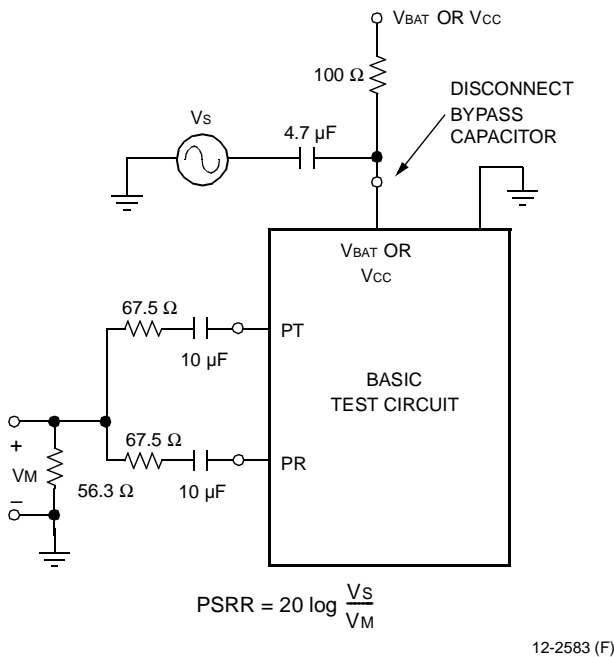 VBAT OR VCC
100 Ω
DISCONNECT
BYPASS
CAPACITOR
VS
4.7 µF
VBAT OR
VCC
67.5 Ω
10 µF
PT
BASIC
TEST CIRCUIT
67.5 Ω
10 µF
PR
+
VM
–
56.3 Ω
PSRR = 20 log VS/VM
12-2583 (F)